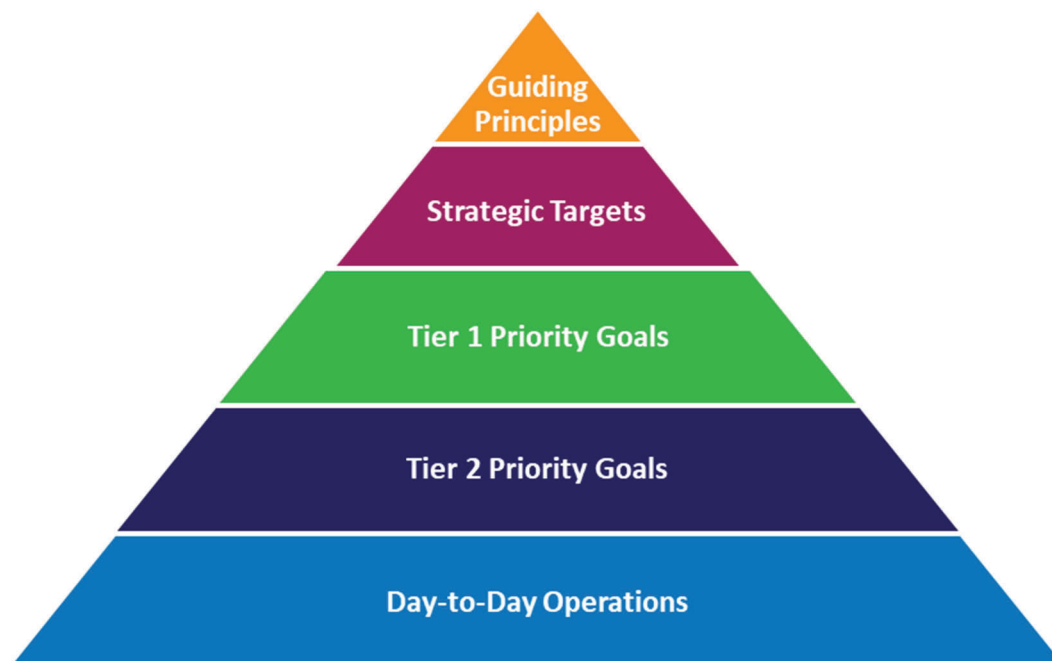 Guiding
Principles
Strategic Targets
Tier 1 Priority Goals
Tier 2 Priority Goals
Day-to-Day Operations